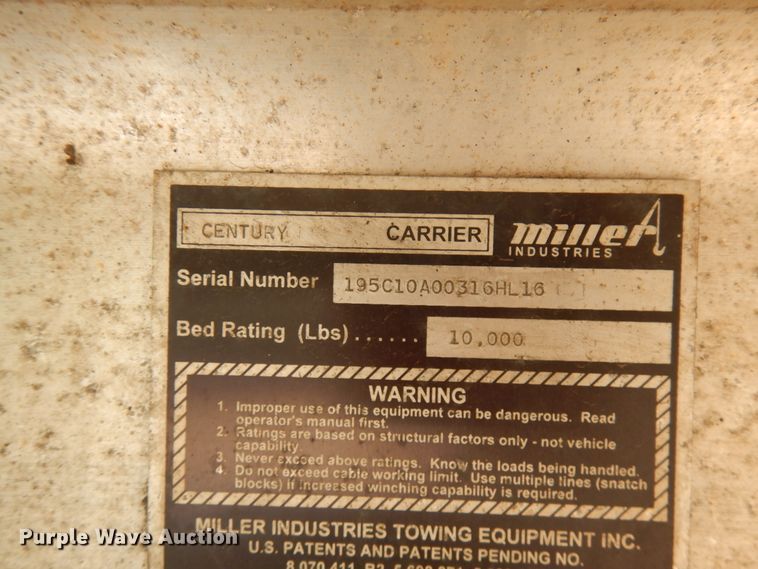 CENTURY CARRIER miller INDUSTRIES
Serial Number 195C10A00316HL16
Bed Rating (Lbs) ...... 10,000
WARNING
1. Improper use of this equipment can be dangerous. Read
operator's manual first.
2. Ratings are based on structural factors only - not vehicle
capability.
3. Never exceed above ratings. Know the loads being handled.
4. Do not exceed cable working limit. Use multiple lines (snatch
blocks) if increased winching capability is required.
MILLER INDUSTRIES TOWING EQUIPMENT INC.
U.S. PATENTS AND PATENTS PENDING NO.
Purple Wave Auction